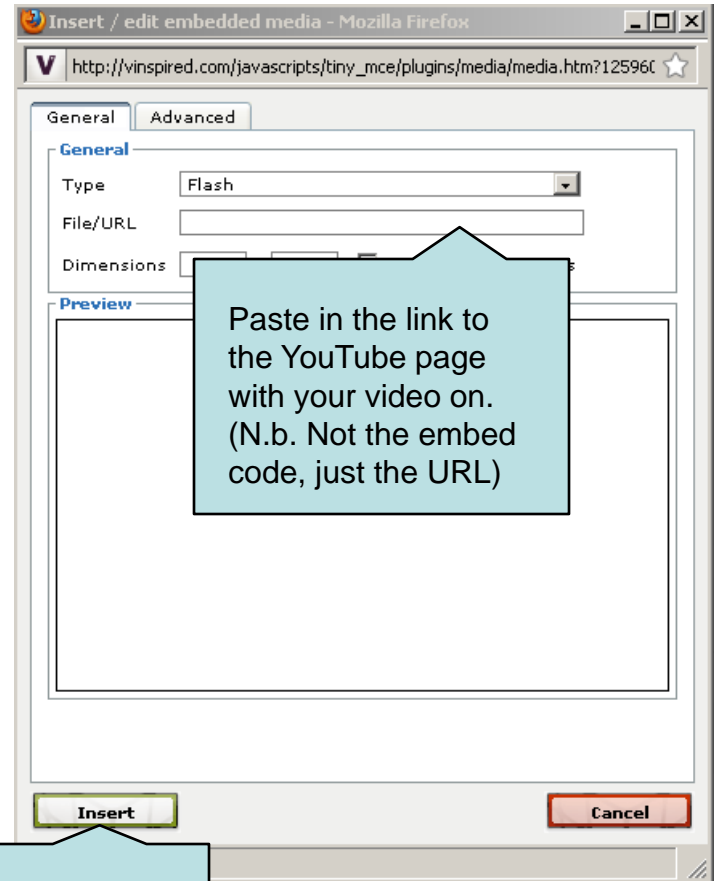 Insert / edit embedded media - Mozilla Firefox
V http://vinspired.com/javascripts/tiny_mce/plugins/media/media.htm?12596
General Advanced
General
Type Flash
File/URL
Dimensions
Preview
Paste in the link to
the YouTube page
with your video on.
(N.b. Not the embed
code, just the URL)
Insert Cancel